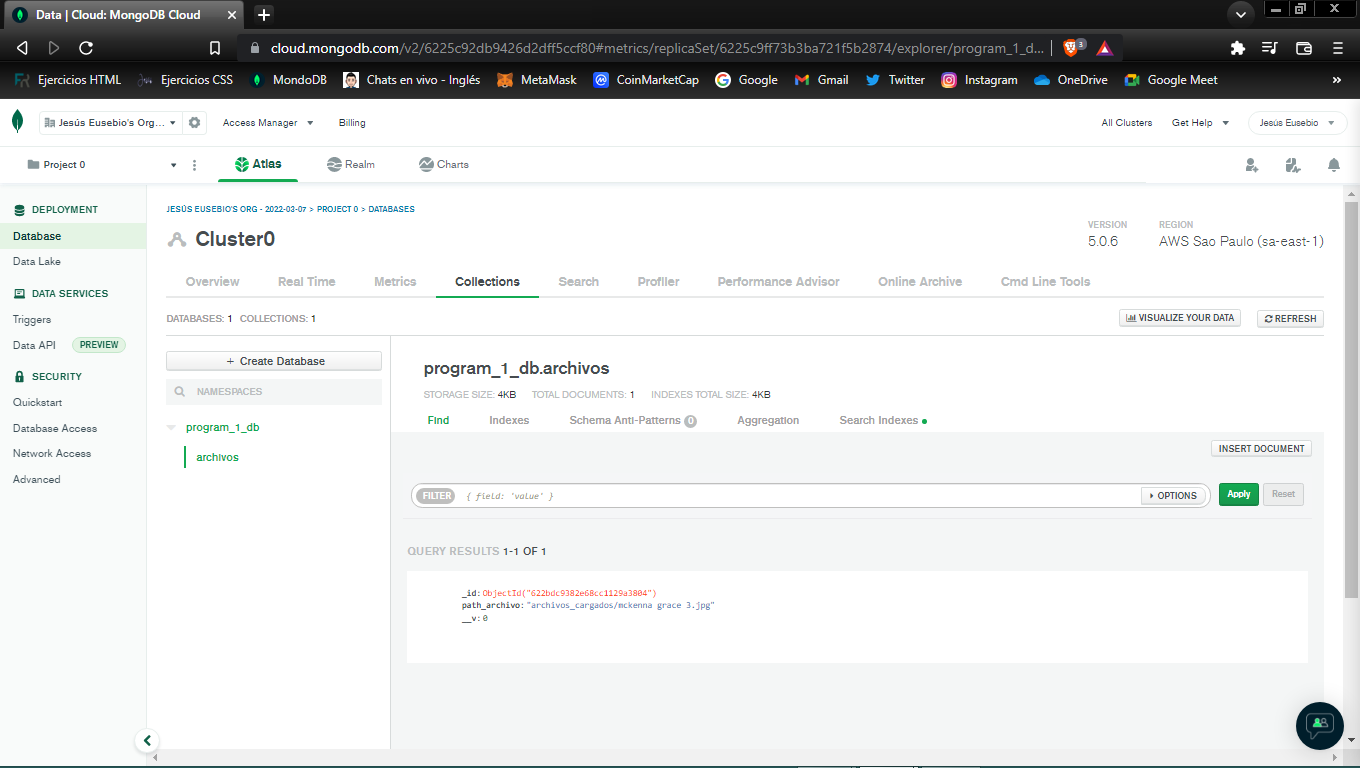 Data | Cloud: MongoDB Cloud
cloud.mongodb.com/v2/6225c92db9426d2dff5ccf80#metrics/replicaSet/6225c9ff73b3ba721f5b2874/explorer/program_1_d... 3
Ejercicios HTML Ejercicios CSS MondoDB Chats en vivo - Inglés MetaMask CoinMarketCap Google Gmail Twitter Instagram OneDrive Google Meet »
Jesús Eusebio's Org... Access Manager Billing All Clusters Get Help Jesús Eusebio
Project 0 Atlas Realm Charts
DEPLOYMENT
Database
Data Lake
DATA SERVICES
Triggers
Data API PREVIEW
SECURITY
Quickstart
Database Access
Network Access
Advanced
JESÚS EUSEBIO'S ORG - 2022-03-07 > PROJECT 0 > DATABASES
Cluster0
VERSION REGION
5.0.6 AWS Sao Paulo (sa-east-1)
Overview Real Time Metrics Collections Search Profiler Performance Advisor Online Archive Cmd Line Tools
DATABASES: 1 COLLECTIONS: 1 VISUALIZE YOUR DATA REFRESH
+ Create Database
NAMESPACES
program_1_db
archivos
program_1_db.archivos
STORAGE SIZE: 4KB TOTAL DOCUMENTS: 1 INDEXES TOTAL SIZE: 4KB
Find Indexes Schema Anti-Patterns 0 Aggregation Search Indexes
INSERT DOCUMENT
FILTER { field: 'value' } OPTIONS Apply Reset
QUERY RESULTS 1-1 OF 1
_id:ObjectId("622bdc9382e68cc1129a3804")
path_archivo:"archivos_cargados/mckenna grace 3.jpg"
__v:0